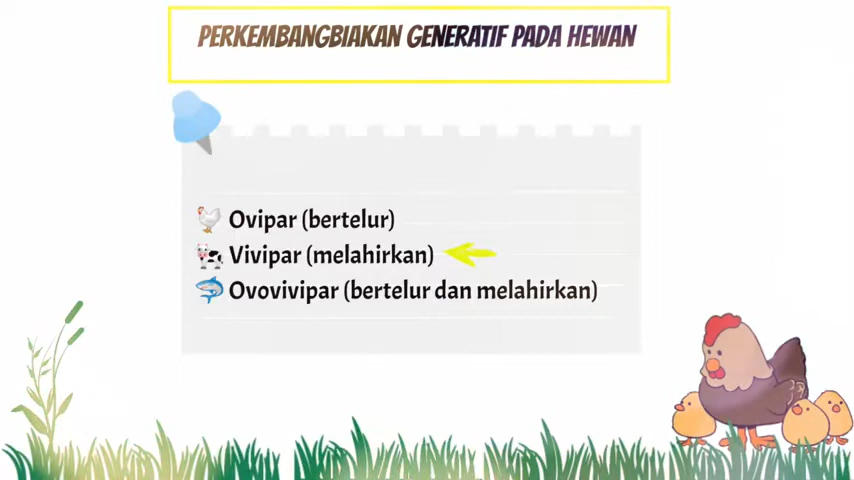 PERKEMBANGBIAKAN GENERATIF PADA HEWAN
Ovipar (bertelur)
Vivipar (melahirkan)
Ovovivipar (bertelur dan melahirkan)